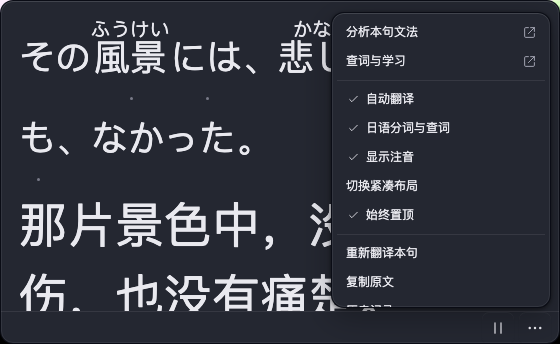 ふうけい かな
その風景には、悲し
も、なかった。
那片景色中，
伤，也没有痛
分析本句文法
查词与学习
自动翻译
日语分词与查词
显示注音
切换紧凑布局
始终置顶
重新翻译本句
复制原文